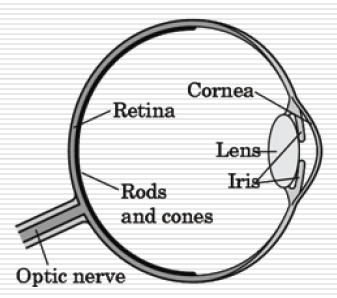 Cornea
Retina
Lens
Iris
Rods
and cones
Optic nerve